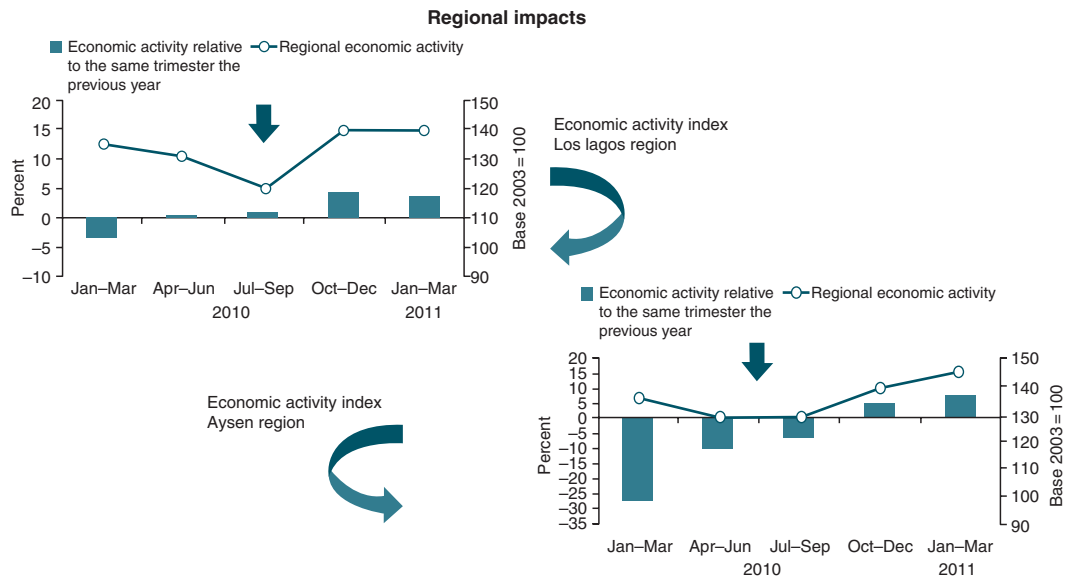 Regional impacts
Economic activity relative
to the same trimester the
previous year
Regional economic activity
20
15
10
5
0
–5
–10
Percent
150
140
130
120
110
100
90
Base 2003 = 100
Jan–Mar Apr–Jun Jul–Sep Oct–Dec Jan–Mar
2010 2011
Economic activity index
Los lagos region
Economic activity relative
to the same trimester the
previous year
Regional economic activity
20
15
10
5
0
–5
–10
–15
–20
–25
–30
–35
Percent
150
140
130
120
110
100
90
Base 2003 = 100
Jan–Mar Apr–Jun Jul–Sep Oct–Dec Jan–Mar
2010 2011
Economic activity index
Aysen region